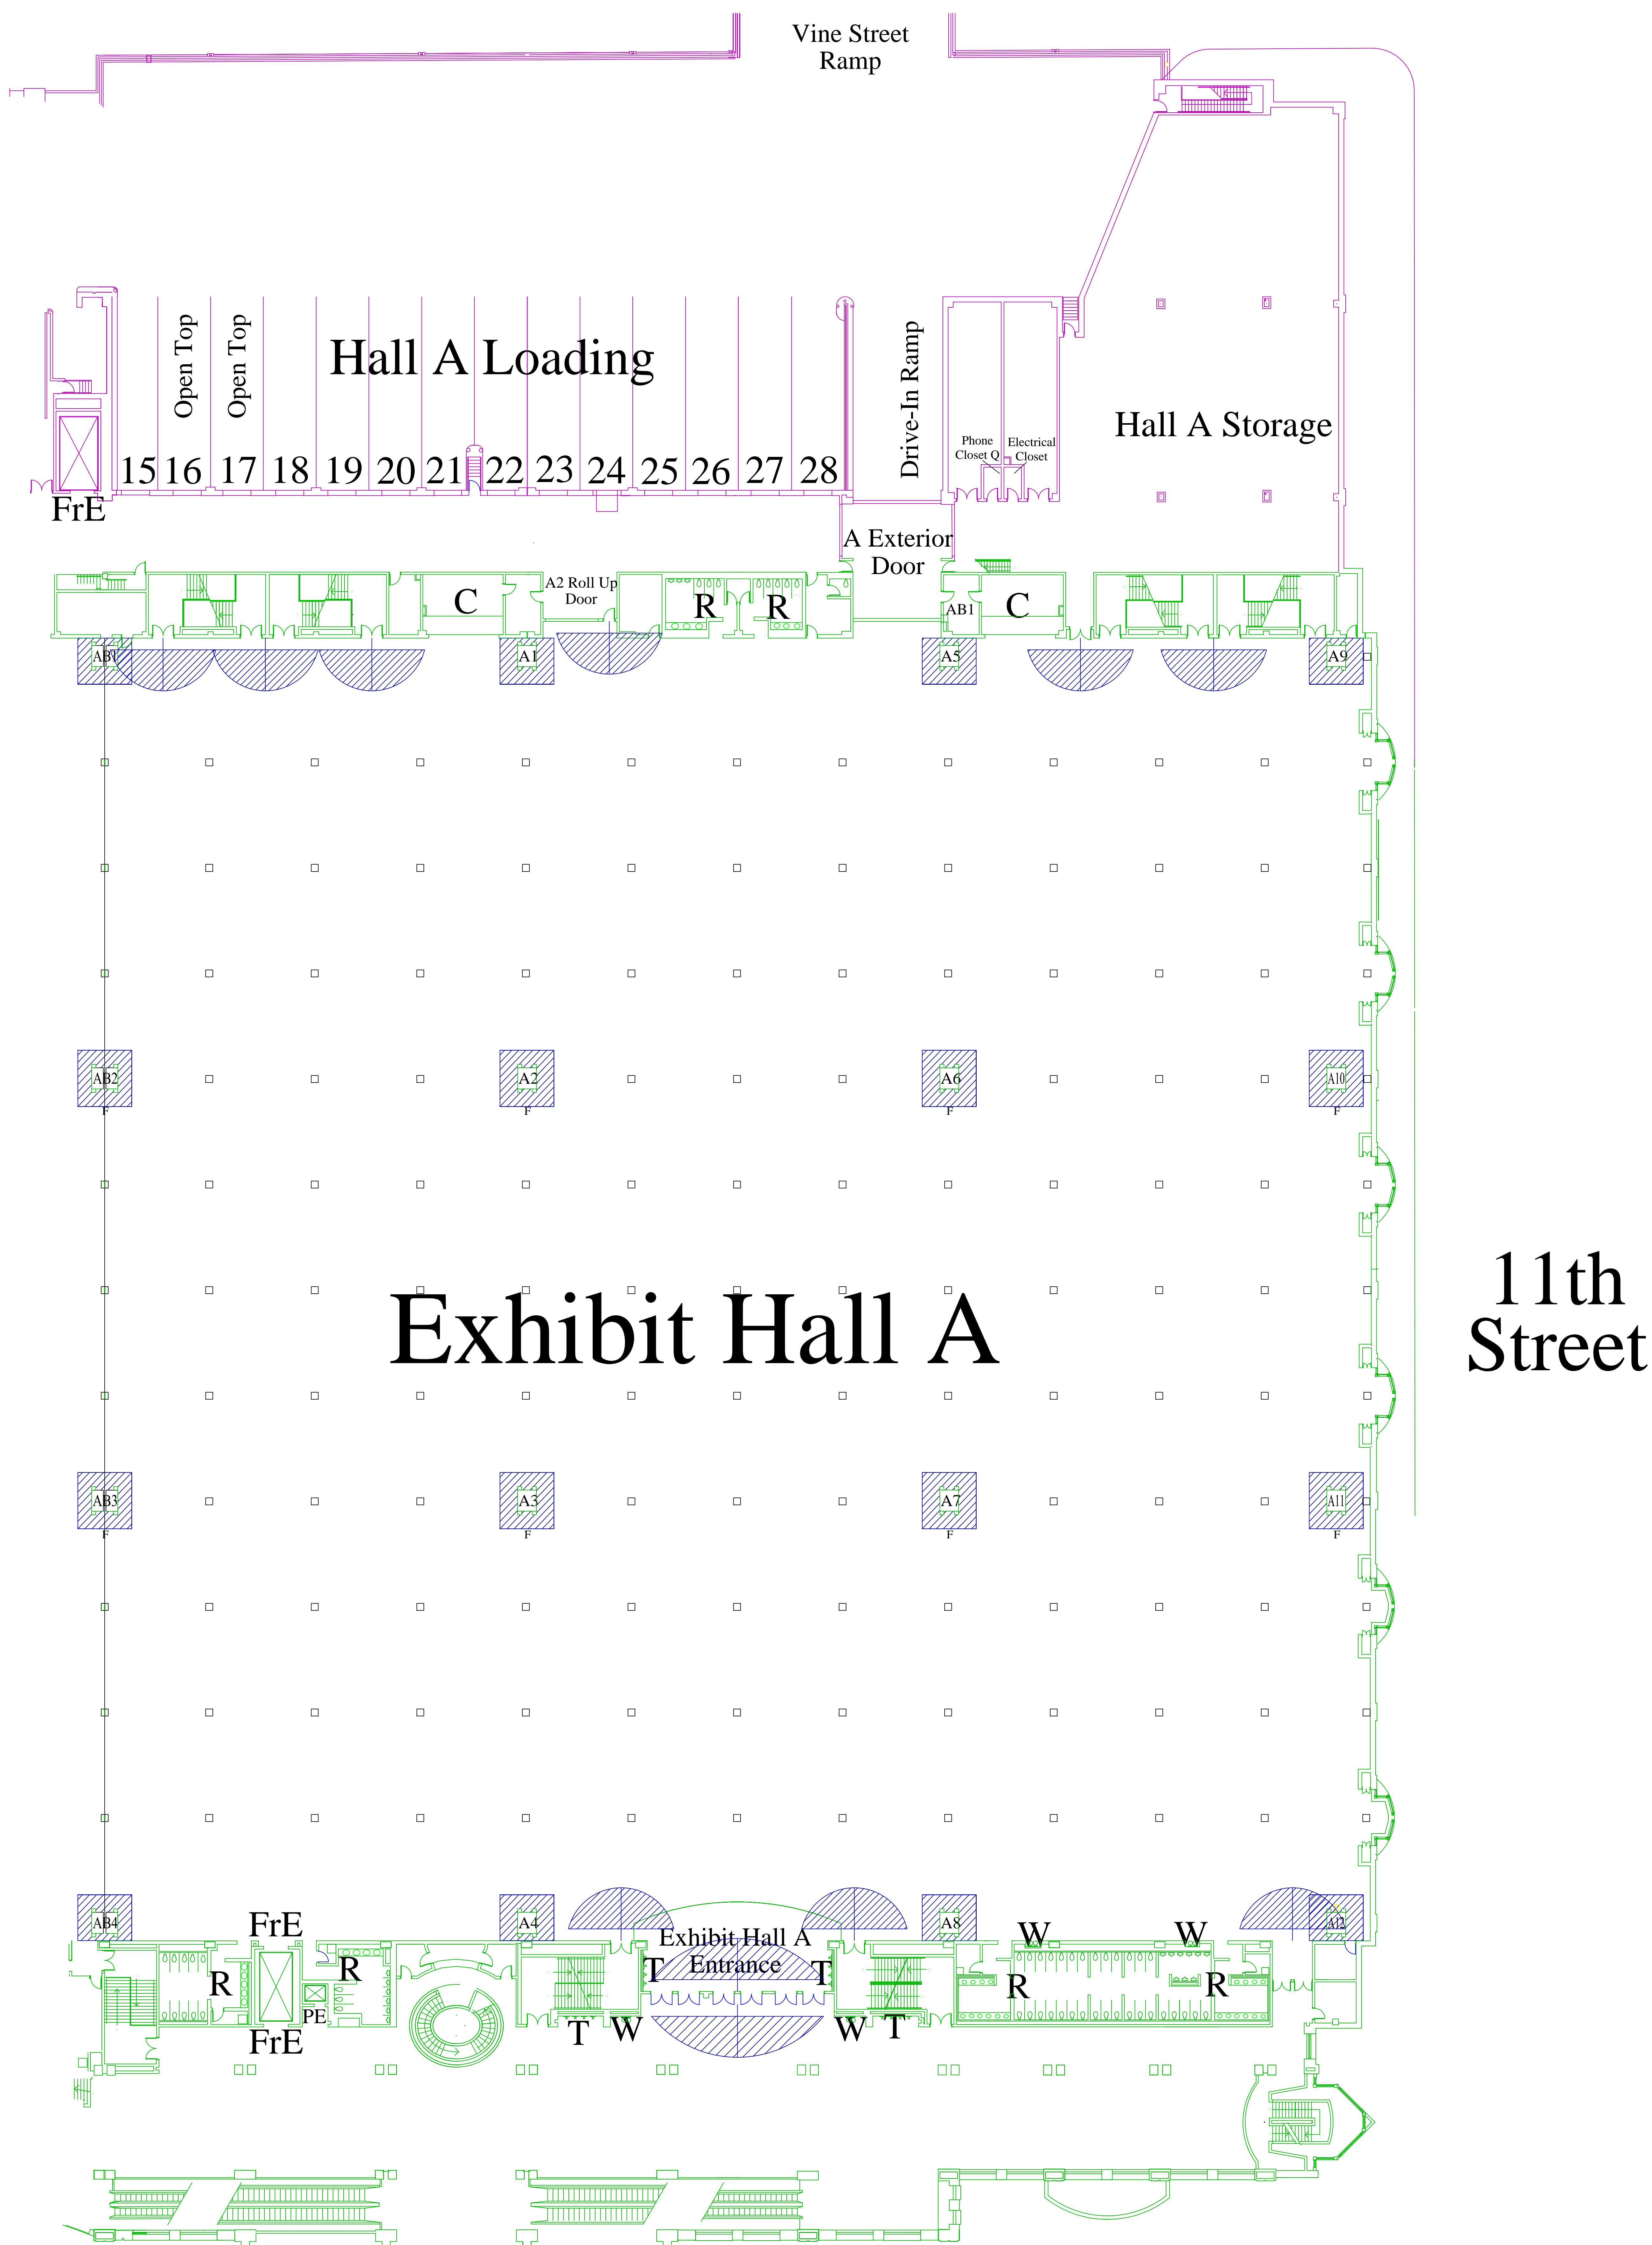 Vine Street
Ramp
Open Top
Open Top
Hall A Loading
Drive-In Ramp
Hall A Storage
Phone
Closet Q
Electrical
Closet
15 16 17 18 19 20 21 22 23 24 25 26 27 28
FrE
A Exterior
Door
A2 Roll Up
Door
C
R
R
AB1
C
AB1
A1
A5
A9
AB2
A2
A6
A10
F
F
F
F
11th
Street
Exhibit Hall A
AB3
A3
A7
A11
F
F
F
F
AB4
A4
A8
A12
FrE
Exhibit Hall A
Entrance
W
W
R
R
T
T
R
R
PE
FrE
T
W
W
T